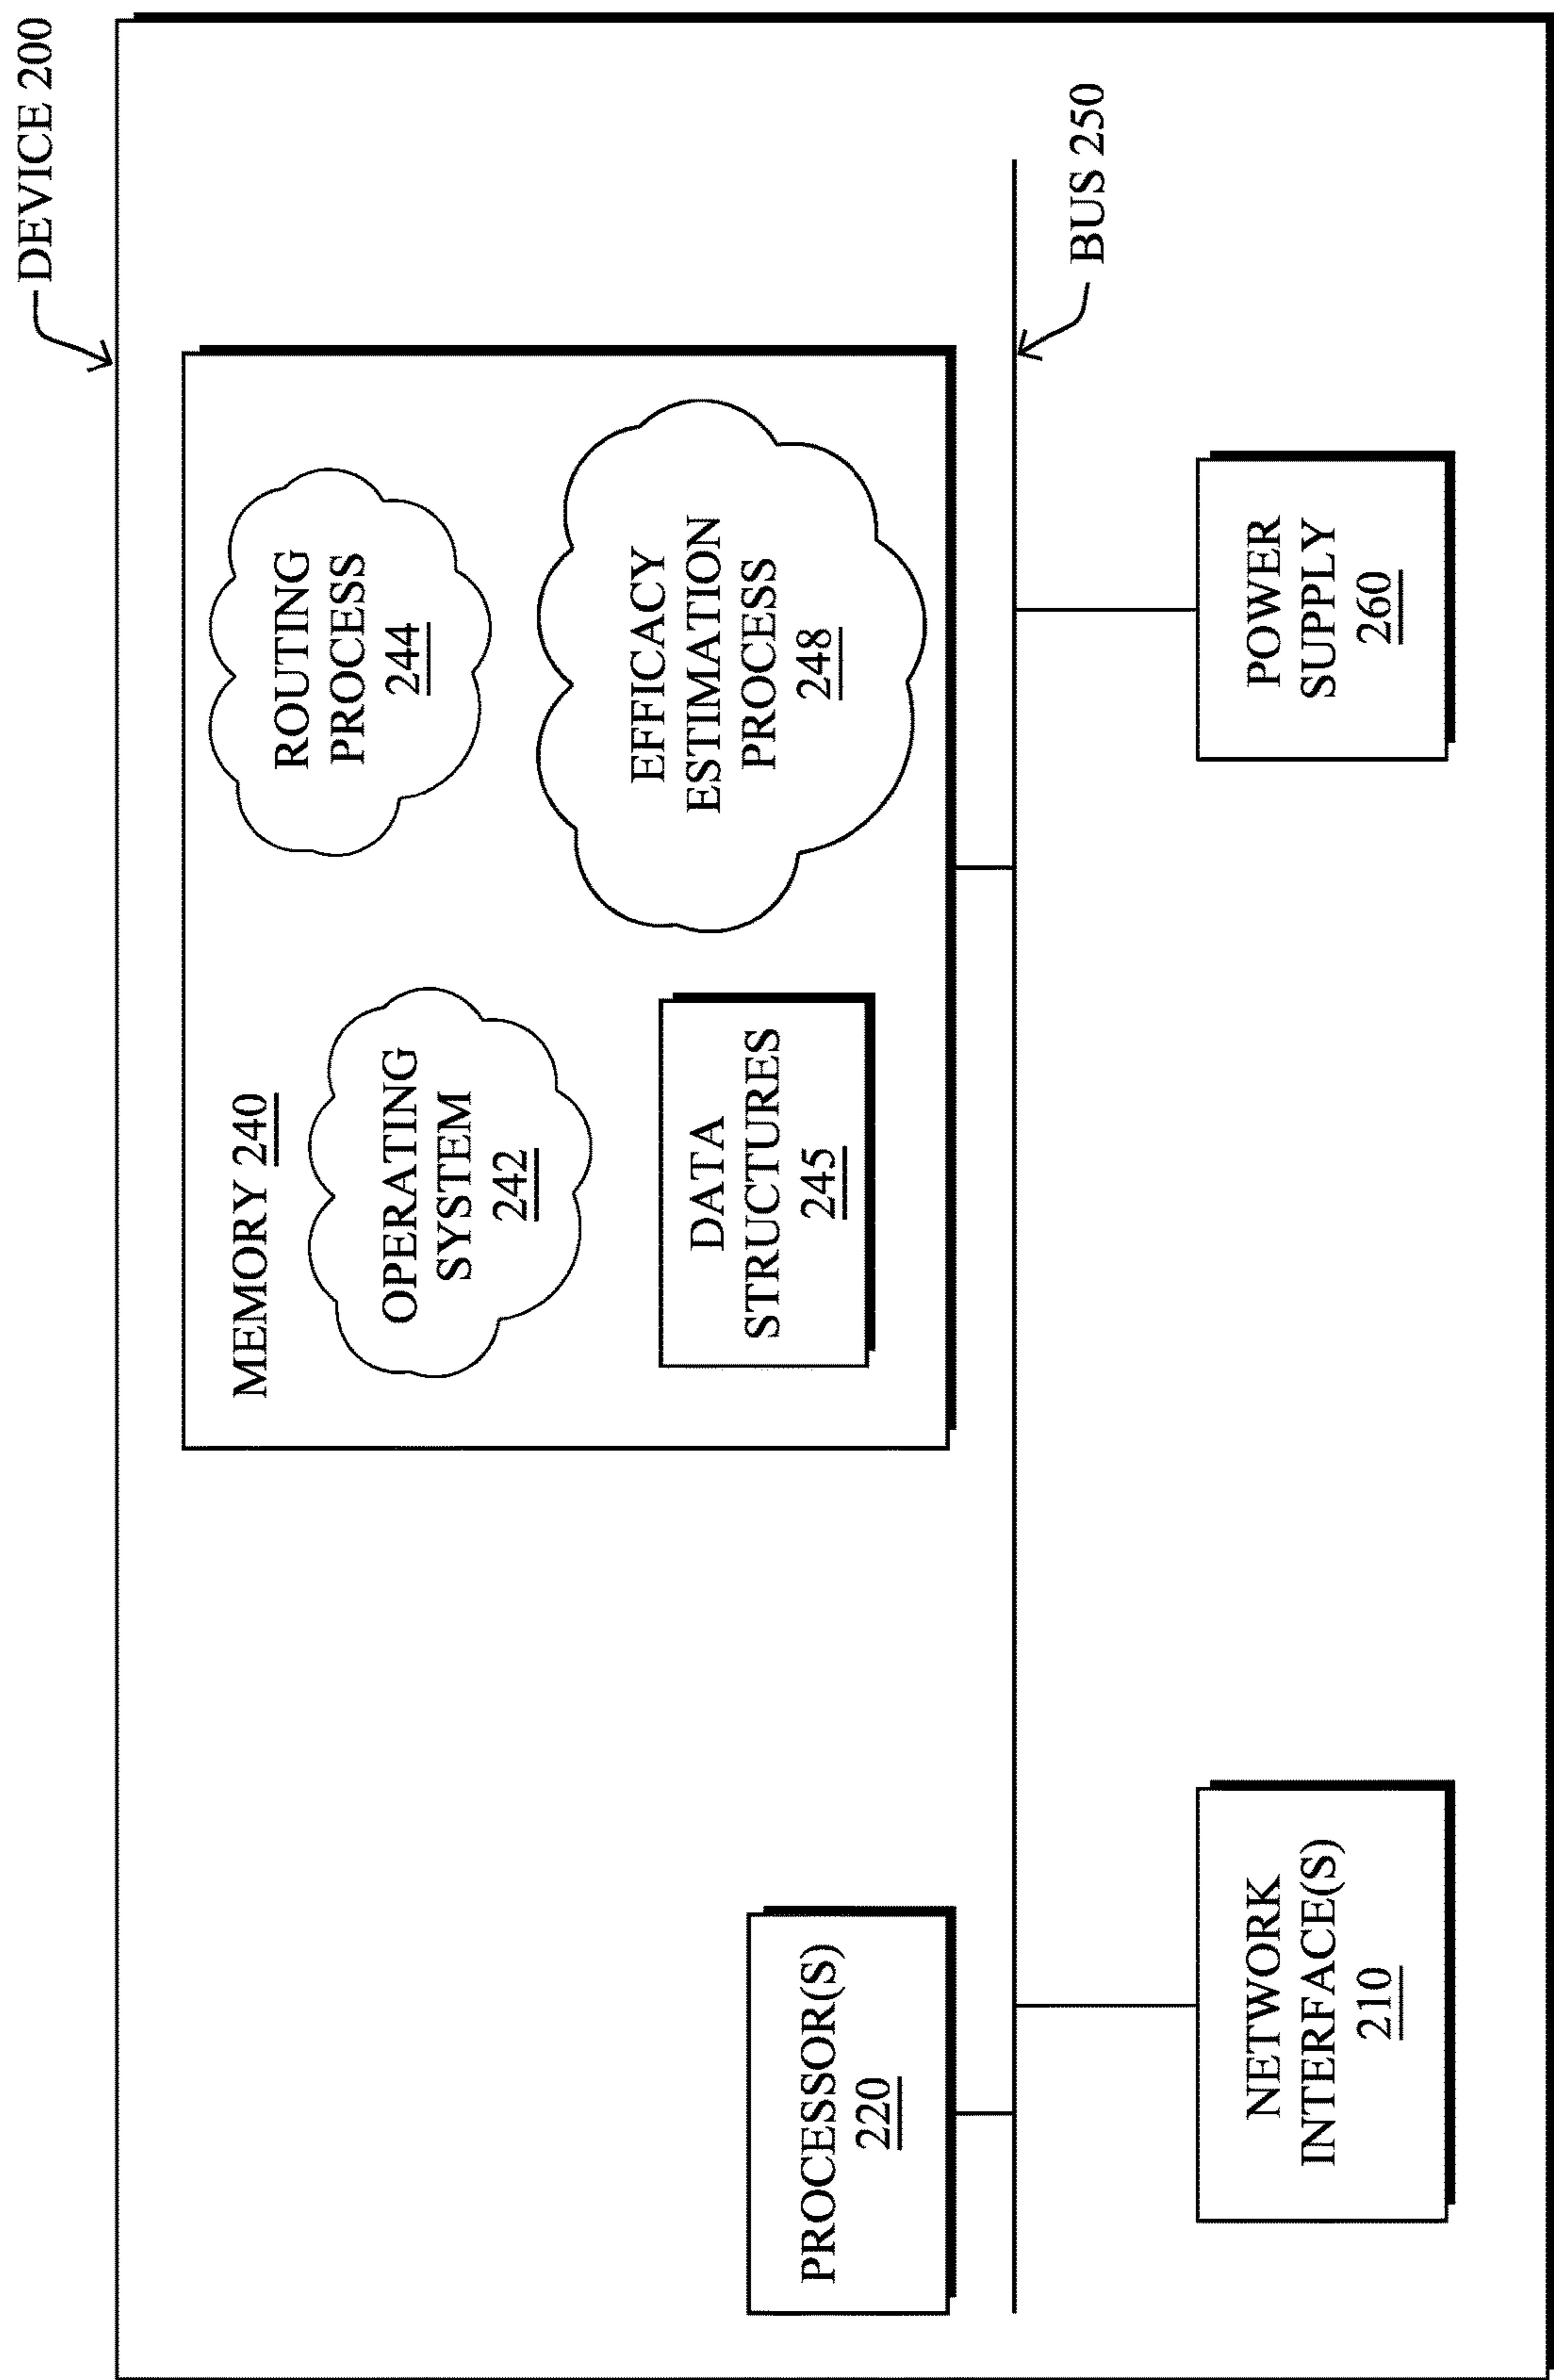 DEVICE 200
MEMORY 240
OPERATING
SYSTEM
242
ROUTING
PROCESS
244
DATA
STRUCTURES
245
EFFICACY
ESTIMATION
PROCESS
248
PROCESSOR(S)
220
BUS 250
NETWORK
INTERFACE(S)
210
POWER
SUPPLY
260